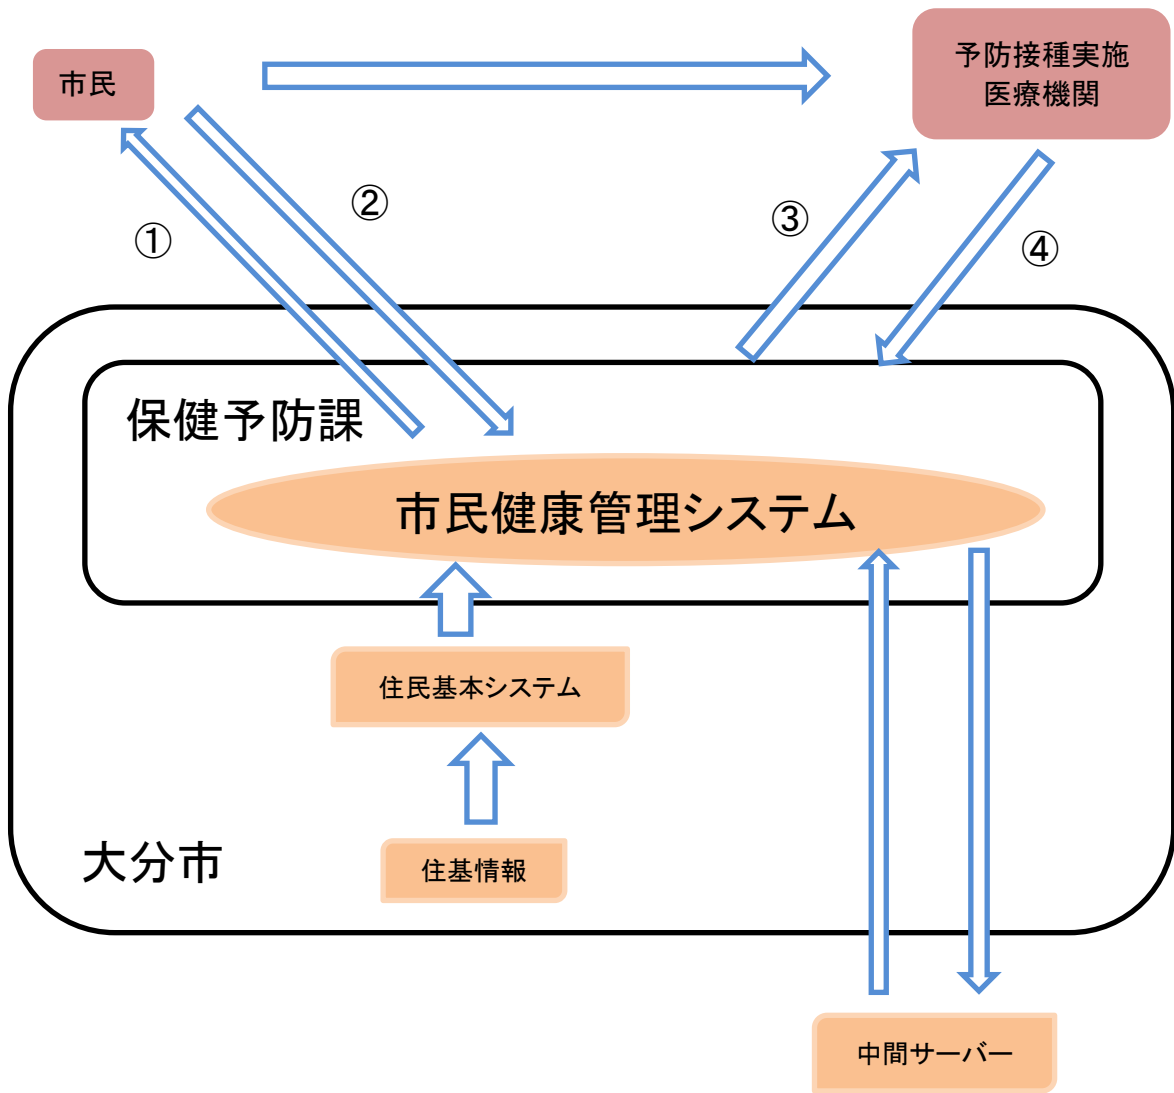 市民
予防接種実施
医療機関
②
③
①
④
保健予防課
市民健康管理システム
住民基本システム
大分市
住基情報
中間サーバー